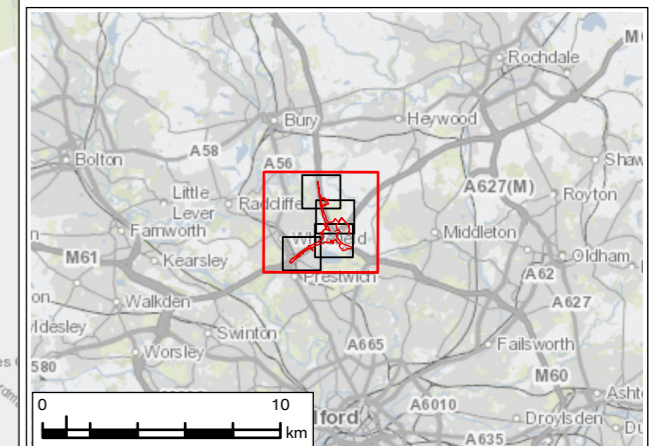 M
Rochdale
Bury
Heywood
A58
Bolton
A56
Shaw
A627(M)
Little
Lever
Radcliffe
Royton
Farnworth
Middleton
M61
Kearsley
Oldham
Prestwich
A62
Walkden
A627
Swinton
A665
Failsworth
580
Worsley
M60
0
10
km
A6010
Droylsden
A635